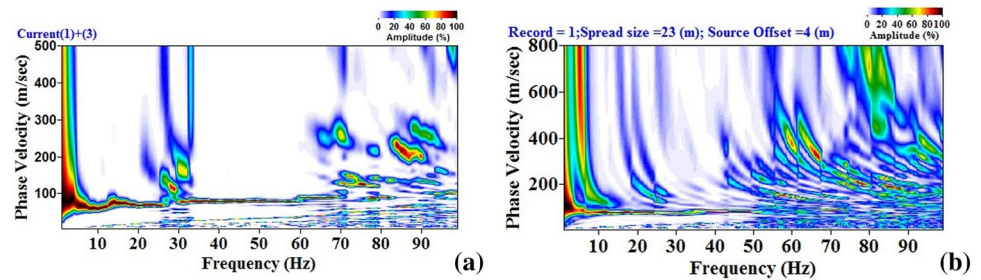 Current(1)+(3)
0 20 40 60 80 100
Amplitude (%)
Phase Velocity (m/sec)
500
400
300
200
100
10 20 30 40 50 60 70 80 90
Frequency (Hz)
(a)
Record = 1;Spread size =23 (m); Source Offset =4 (m)
0 20 40 60 80 100
Amplitude (%)
Phase Velocity (m/sec)
800
600
400
200
10 20 30 40 50 60 70 80 90
Frequency (Hz)
(b)